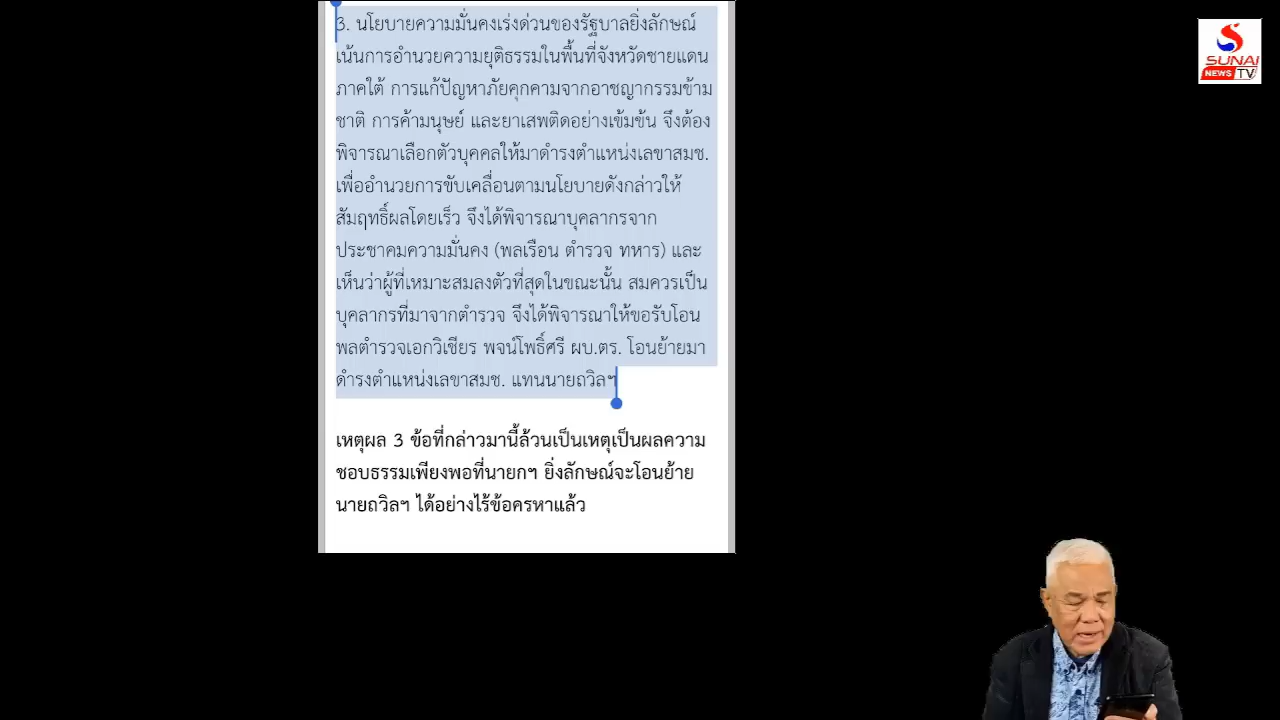 3. นโยบายความมั่นคงเร่งด่วนของรัฐบาลยิ่งลักษณ์
เน้นการอำนวยความยุติธรรมในพื้นที่จังหวัดชายแดน
ภาคใต้ การแก้ปัญหาภัยคุกคามจากอาชญากรรมข้าม
ชาติ การค้ามนุษย์ และยาเสพติดอย่างเข้มข้น จึงต้อง
พิจารณาเลือกตัวบุคคลให้มาดำรงตำแหน่งเลขาสมช.
เพื่ออำนวยการขับเคลื่อนตามนโยบายดังกล่าวให้
สัมฤทธิ์ผลโดยเร็ว จึงได้พิจารณาบุคลากรจาก
ประชาคมความมั่นคง (พลเรือน ตำรวจ ทหาร) และ
เห็นว่าผู้ที่เหมาะสมลงตัวที่สุดในขณะนั้น สมควรเป็น
บุคลากรที่มาจากตำรวจ จึงได้พิจารณาให้ขอรับโอน
พลตำรวจเอกวิเชียร พจน์โพธิ์ศรี ผบ.ตร. โอนย้ายมา
ดำรงตำแหน่งเลขาสมช. แทนนายถวิลฯ
เหตุผล 3 ข้อที่กล่าวมานี้ล้วนเป็นเหตุเป็นผลความ
ชอบธรรมเพียงพอที่นายกฯ ยิ่งลักษณ์จะโอนย้าย
นายถวิลฯ ได้อย่างไร้ข้อครหาแล้ว
SUNAI
NEWS TV